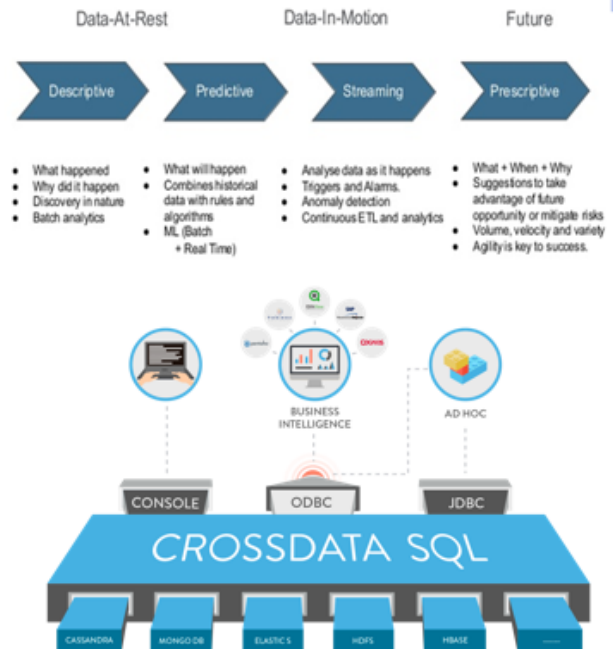 Data-At-Rest Data-In-Motion Future
Descriptive Predictive Streaming Prescriptive
• What happened
• Why did it happen
• Discovery in nature
• Batch analytics
• What will happen
• Combines historical
data with rules and
algorithms
• ML (Batch
+ Real Time)
• Analyse data as it happens
• Triggers and Alarms.
• Anomaly detection
• Continuous ETL and analytics
• What + When + Why
• Suggestions to take
advantage of future
opportunity or mitigate risks
• Volume, velocity and variety
• Agility is key to success.
BUSINESS
INTELLIGENCE
AD HOC
CONSOLE ODBC JDBC
CROSSDATA SQL
CASSANDRA MONGO DB ELASTIC S HDFS HBASE ........